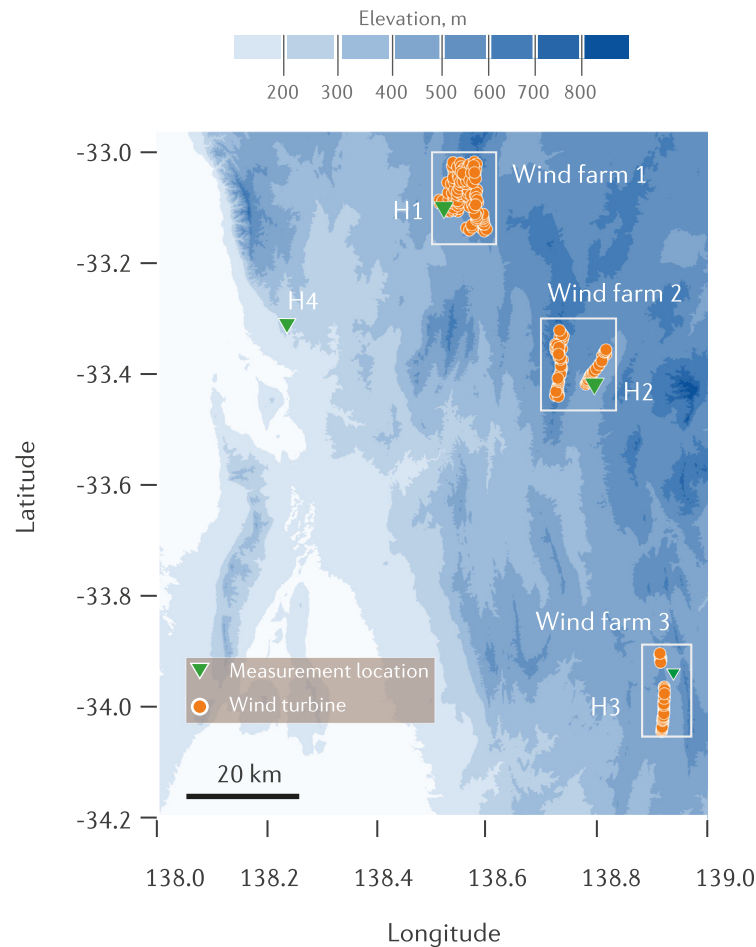 Elevation, m
200 300 400 500 600 700 800
-33.0
Wind farm 1
H1
-33.2
Wind farm 2
H4
-33.4
H2
Latitude
-33.6
-33.8
Wind farm 3
Measurement location
Wind turbine
-34.0
H3
20 km
-34.2
138.0 138.2 138.4 138.6 138.8 139.0
Longitude